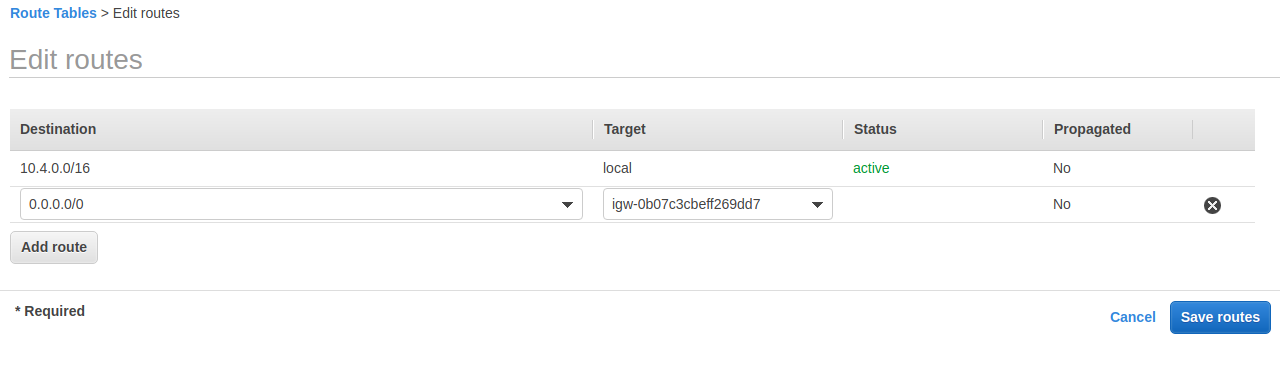 Route Tables > Edit routes
Edit routes
Destination Target Status Propagated
10.4.0.0/16 local active No
0.0.0.0/0 igw-0b07c3cbeff269dd7 No
Add route
* Required
Cancel Save routes